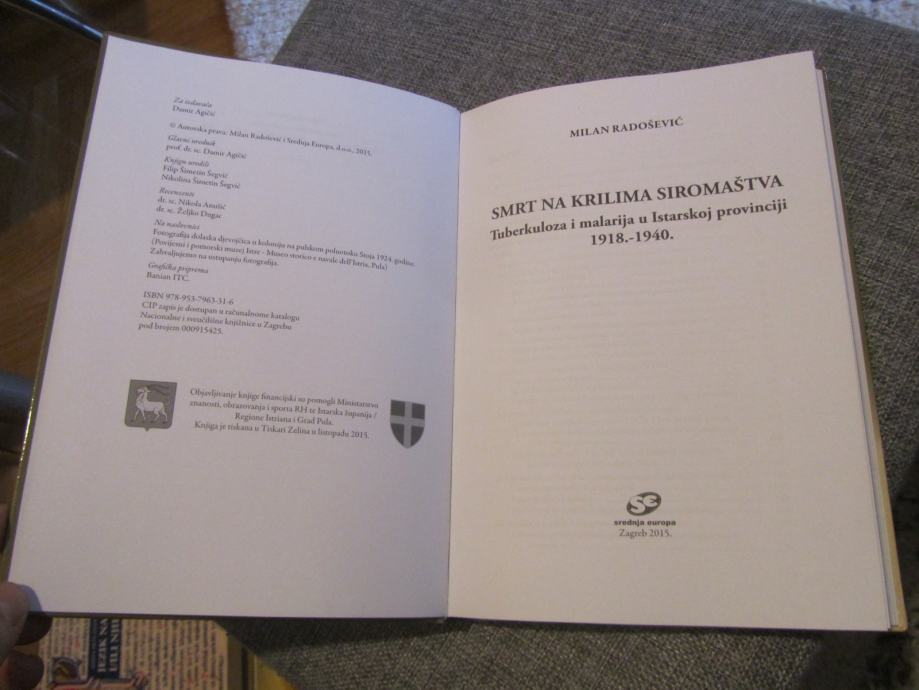 Za izdavača
Damir Agičić
© Autorska prava: Milan Radošević i Srednja Europa, d.o.o., 2015.
Glavni urednik
prof. dr. sc. Damir Agičić
Knjigu uredili
Filip Šimetin Šegvić
Nikolina Šimetin Šegvić
Recenzenti
dr. sc. Nikola Anušić
dr. sc. Željko Dugac
Na naslovnici
Fotografija dolaska djevojčica u koloniju na pulskom poluotoku Stoja 1924. godine.
(Povijesni i pomorski muzej Istre - Museo storico e navale dell'Istria, Pula)
Zahvaljujemo na ustupanju fotografija.
Grafička priprema
Banian ITC.
ISBN 978-953-7963-31-6
CIP zapis je dostupan u računalnome katalogu
Nacionalne i sveučilišne knjižnice u Zagrebu
pod brojem 000915425.
Objavljivanje knjige financijski su pomogli Ministarstvo
znanosti, obrazovanja i sporta RH te Istarska županija /
Regione Istriana i Grad Pula.
Knjiga je tiskana u Tiskari Zelina u listopadu 2015.
MILAN RADOŠEVIĆ
SMRT NA KRILIMA SIROMAŠTVA
Tuberkuloza i malarija u Istarskoj provinciji
1918.-1940.
SE
srednja europa
Zagreb 2015.
JEZIK NA